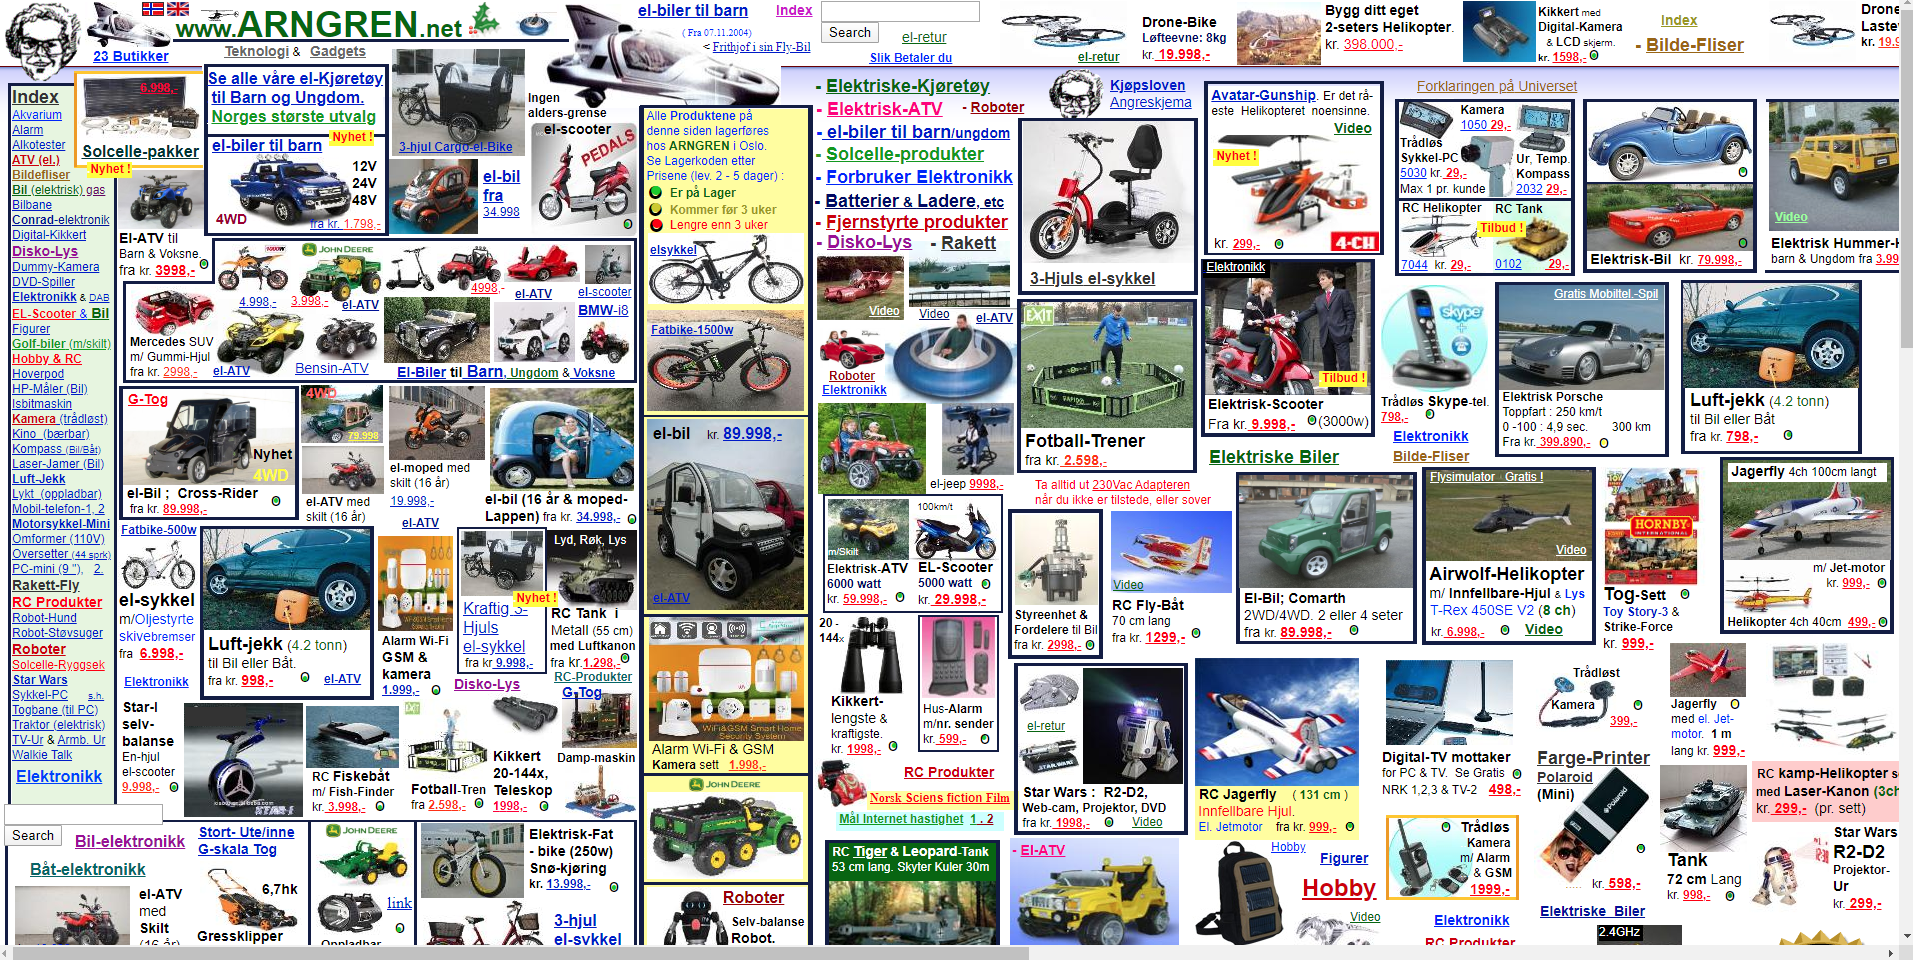 www.ARNGREN.net
23 Butikker
Teknologi & Gadgets
el-biler til barn
( Fra 07.11.2004)
< Frithjof i sin Fly-Bil
Index
Search
el-retur
Slik Betaler du
el-retur
Drone-Bike
Løfteevne: 8kg
kr. 19.998,-
Bygg ditt eget
2-seters Helikopter.
kr. 398.000,-
Kikkert med
Digital-Kamera
& LCD skjerm.
kr. 1598,-
Index
- Bilde-Fliser
Drone
Lastev
kr. 19.9
Index
Akvarium
Alarm
Alkotester
ATV (el.)
Bildefliser
Bil (elektrisk) gas
Bilbane
Conrad-elektronik
Digital-Kikkert
Disko-Lys
Dummy-Kamera
DVD-Spiller
Elektronikk & DAB
EL-Scooter & Bil
Figurer
Golf-biler (m/skilt)
Hobby & RC
Hoverpod
HP-Måler (Bil)
Isbitmaskin
Kamera (trådløst)
Kino (bærbar)
Kompass (Bil/Båt)
Laser-Jamer (Bil)
Luft-Jekk
Lykt (oppladbar)
Mobil-telefon-1, 2
Motorsykkel-Mini
Omformer (110V)
Oversetter (44 sprk)
PC-mini (9 ''), 2.
Rakett-Fly
RC Produkter
Robot-Hund
Robot-Støvsuger
Roboter
Solcelle-Ryggsek
Star Wars
Sykkel-PC s.h.
Togbane (til PC)
Traktor (elektrisk)
TV-Ur & Armb. Ur
Walkie Talk
Elektronikk
Search
6.998,
Solcelle-pakker
Nyhet !
El-ATV til
Barn & Voksne.
fra kr. 3998,-
Se alle våre el-Kjøretøy
til Barn og Ungdom.
Norges største utvalg
Nyhet !
el-biler til barn
12V
24V
48V
4WD
fra kr. 1.798,-
3-hjul Cargo-el-Bike
el-bil
fra
34.998
Ingen
alders-grense
el-scooter
PEDALS
1000W
JOHN DEERE
4.998,-
3.998,-
el-ATV
4998,-
el-ATV
el-scooter
BMW-i8
Mercedes SUV
m/ Gummi-Hjul
fra kr. 2998,-
el-ATV
Bensin-ATV
El-Biler til Barn, Ungdom & Voksne
G-Tog
Nyhet
4WD
el-Bil ; Cross-Rider
fra kr. 89.998,-
4WD
79.998
el-ATV med
skilt (16 år)
el-moped med
skilt (16 år)
19.998,-
el-ATV
el-bil (16 år & moped-
Lappen) fra kr. 34.998,-
Fatbike-500w
el-sykkel
m/Oljestyrte
skivebremser
fra 6.998,-
Elektronikk
Luft-jekk (4.2 tonn)
til Bil eller Båt.
fra kr. 998,-
el-ATV
Alarm Wi-Fi
GSM &
kamera
1.999,-
Nyhet !
Kraftig 3-
Hjuls
el-sykkel
fra kr 9.998,-
Disko-Lys
Lyd, Røk, Lys
RC Tank i
Metall (55 cm)
med Luftkanon
fra kr.1.298,-
RC-Produkter
G-Tog
Star-I
selv-
balanse
En-hjul
el-scooter
9.998,-
RC Fiskebåt
m/ Fish-Finder
kr. 3.998,-
EXIT
Fotball-Tren
fra 2.598,-
Kikkert
20-144x,
Teleskop
1998,-
Damp-maskin
Bil-elektronikk
Båt-elektronikk
el-ATV
med
Skilt
(16 år)
Stort- Ute/inne
G-skala Tog
6,7hk
Gressklipper
JOHN DEERE
link
Oppladbar
Elektrisk-Fat
- bike (250w)
Snø-kjøring
kr. 13.998,-
3-hjul
el-sykkel
Alle Produktene på
denne siden lagerføres
hos ARNGREN i Oslo.
Se Lagerkoden etter
Prisene (lev. 2 - 5 dager) :
Er på Lager
Kommer før 3 uker
Lengre enn 3 uker
elsykkel
Fatbike-1500w
el-bil kr. 89.998,-
el-ATV
WiFi&GSM Smart Home
Security System
Alarm Wi-Fi & GSM
Kamera sett 1.998,-
JOHN DEERE
Roboter
Selv-balanse
Robot.
- Elektriske-Kjøretøy
- Elektrisk-ATV
- Roboter
- el-biler til barn/ungdom
- Solcelle-produkter
- Forbruker Elektronikk
- Batterier & Ladere, etc
- Fjernstyrte produkter
- Disko-Lys
- Rakett
Video
Video
el-ATV
Roboter
Elektronikk
el-jeep 9998,-
m/Skilt
Elektrisk-ATV
6000 watt
kr. 59.998,-
100km/t
EL-Scooter
5000 watt
kr. 29.998,-
20 -
144x
Kikkert-
lengste &
kraftigste.
kr. 1998,-
Hus-Alarm
m/nr. sender
kr. 599,-
RC Produkter
Norsk Sciens fiction Film
Mål Internet hastighet 1 . 2
RC Tiger & Leopard-Tank
53 cm lang. Skyter Kuler 30m
Kjøpsloven
Angreskjema
3-Hjuls el-sykkel
EXIT
Fotball-Trener
fra kr. 2.598,-
Ta alltid ut 230Vac Adapteren
når du ikke er tilstede, eller sover
Styreenhet &
Fordelere til Bil
fra kr. 2998,-
Video
RC Fly-Båt
70 cm lang
fra kr. 1299,-
el-retur
STAR WARS
Star Wars : R2-D2,
Web-cam, Projektor, DVD
fra kr. 1998,-
Video
- El-ATV
Avatar-Gunship. Er det rå-
este Helikopteret noensinne.
Video
Nyhet !
kr. 299,-
4-CH
Elektronikk
Tilbud !
Elektrisk-Scooter
Fra kr. 9.998,- (3000w)
Elektriske Biler
El-Bil; Comarth
2WD/4WD. 2 eller 4 seter
fra kr. 89.998,-
RC Jagerfly ( 131 cm )
Innfellbare Hjul.
El. Jetmotor fra kr. 999,-
Hobby
Figurer
Hobby
Video
Forklaringen på Universet
Kamera
1050 29,-
Trådløs
Sykkel-PC
5030 kr. 29,-
Max 1 pr. kunde
Ur, Temp.
Kompass
2032 29,-
RC Helikopter
7044 kr. 29,-
RC Tank
Tilbud !
0102 29,-
skype
Trådløs Skype-tel.
798,-
Elektronikk
Bilde-Fliser
Gratis Mobiltel.-Spil
Elektrisk Porsche
Toppfart : 250 km/t
0 -100 : 4,9 sec. 300 km
Fra kr. 399.890,-
Elektrisk-Bil kr. 79.998,-
Video
Elektrisk Hummer-H
barn & Ungdom fra 3.99
Luft-jekk (4.2 tonn)
til Bil eller Båt
fra kr. 798,-
Flysimulator Gratis !
Video
Airwolf-Helikopter
m/ Innfellbare-Hjul & Lys
T-Rex 450SE V2 (8 ch)
kr. 6.998,- Video
HORNBY
INTERNATIONAL
Tog-Sett
Toy Story-3 &
Strike-Force
kr. 999,-
Jagerfly 4ch 100cm langt
m/ Jet-motor
kr. 999,-
Helikopter 4ch 40cm 499,-
Digital-TV mottaker
for PC & TV. Se Gratis
NRK 1,2,3 & TV-2 498,-
Trådløst
Kamera
399,-
Jagerfly
med el. Jet-
motor. 1 m
lang kr. 999,-
Farge-Printer
Polaroid
(Mini)
kr. 598,-
Trådløs
Kamera
m/ Alarm
& GSM
1999,-
Elektronikk
RC Produkter
Tank
72 cm Lang
kr. 998,-
RC kamp-Helikopter s
med Laser-Kanon (3ch
kr. 299,- (pr. sett)
Star Wars
R2-D2
Projektor-
Ur
kr. 299,-
Elektriske Biler
2.4GHz